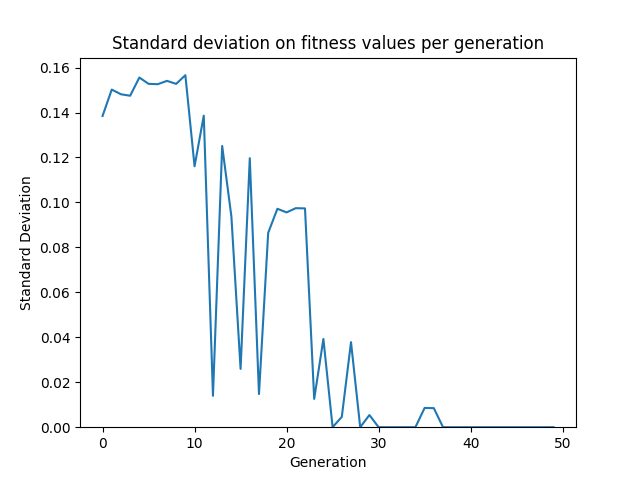 Standard deviation on fitness values per generation
0.16
0.14
0.12
0.10
0.08
0.06
0.04
0.02
0.00
Standard Deviation
0 10 20 30 40 50
Generation